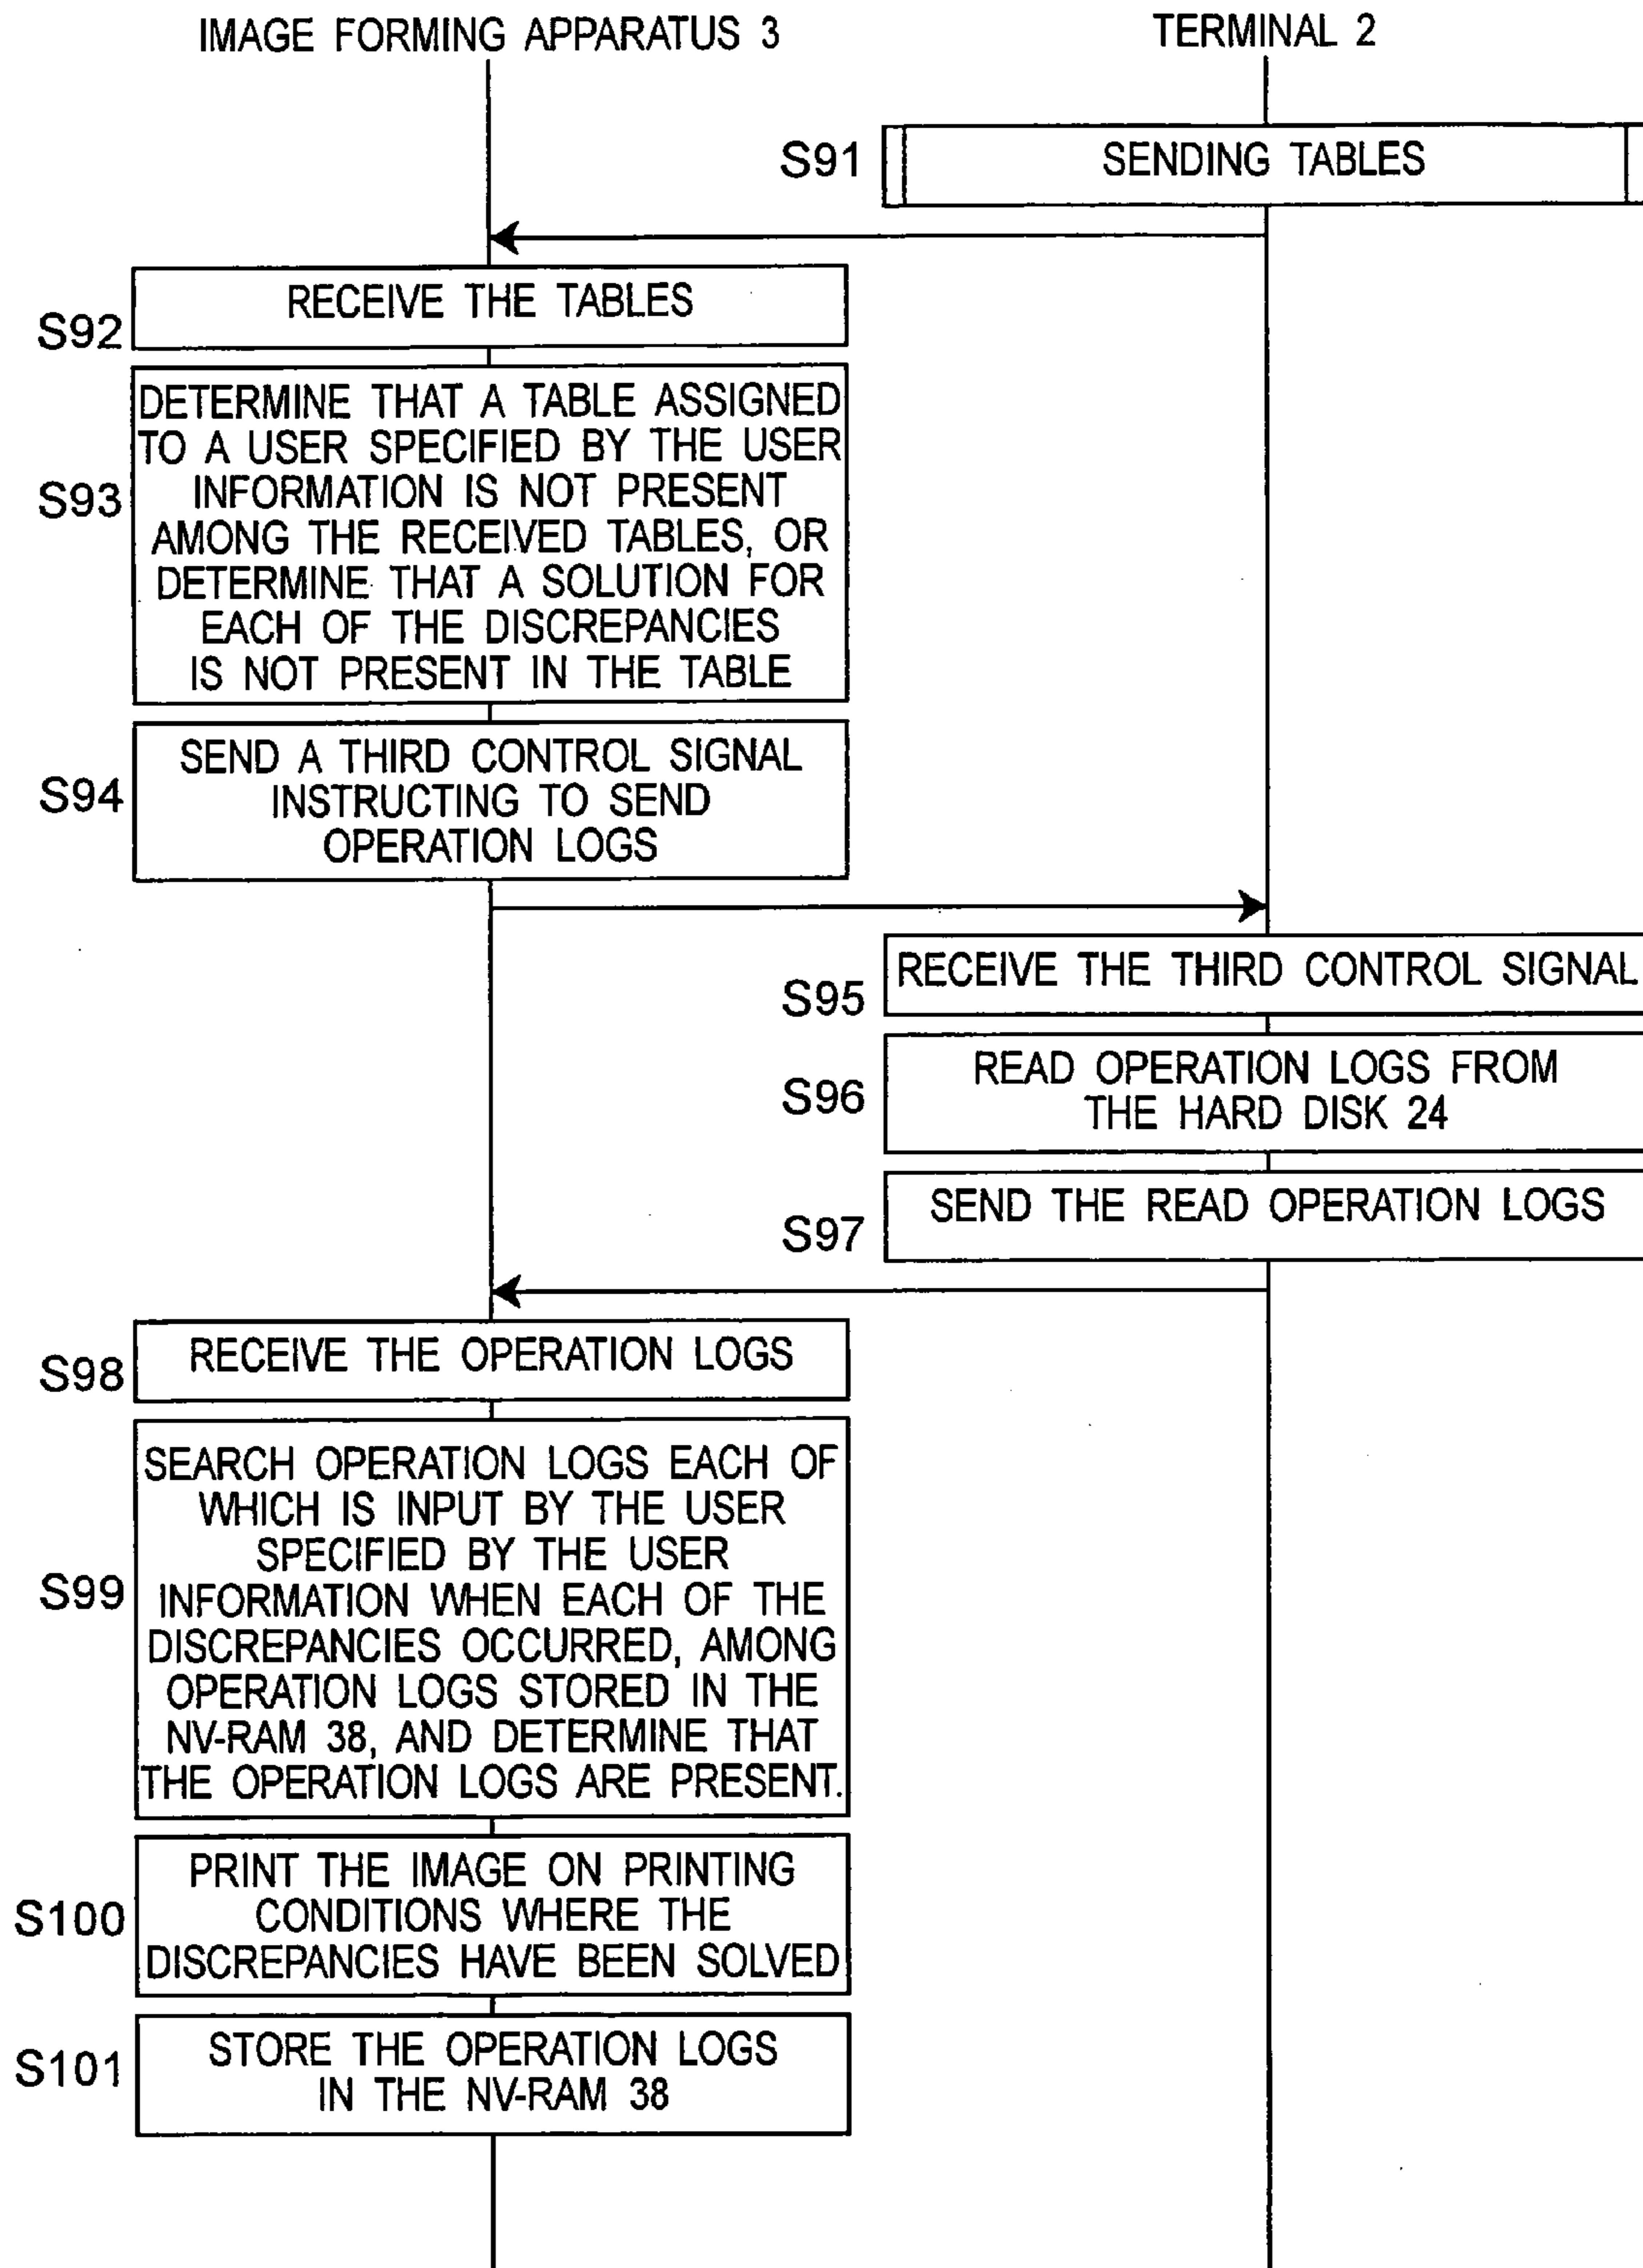 IMAGE FORMING APPARATUS 3
TERMINAL 2
S91
SENDING TABLES
S92
RECEIVE THE TABLES
S93
DETERMINE THAT A TABLE ASSIGNED
TO A USER SPECIFIED BY THE USER
INFORMATION IS NOT PRESENT
AMONG THE RECEIVED TABLES, OR
DETERMINE THAT A SOLUTION FOR
EACH OF THE DISCREPANCIES
IS NOT PRESENT IN THE TABLE
S94
SEND A THIRD CONTROL SIGNAL
INSTRUCTING TO SEND
OPERATION LOGS
S95
RECEIVE THE THIRD CONTROL SIGNAL
S96
READ OPERATION LOGS FROM
THE HARD DISK 24
S97
SEND THE READ OPERATION LOGS
S98
RECEIVE THE OPERATION LOGS
S99
SEARCH OPERATION LOGS EACH OF
WHICH IS INPUT BY THE USER
SPECIFIED BY THE USER
INFORMATION WHEN EACH OF THE
DISCREPANCIES OCCURRED, AMONG
OPERATION LOGS STORED IN THE
NV-RAM 38, AND DETERMINE THAT
THE OPERATION LOGS ARE PRESENT.
S100
PRINT THE IMAGE ON PRINTING
CONDITIONS WHERE THE
DISCREPANCIES HAVE BEEN SOLVED
S101
STORE THE OPERATION LOGS
IN THE NV-RAM 38